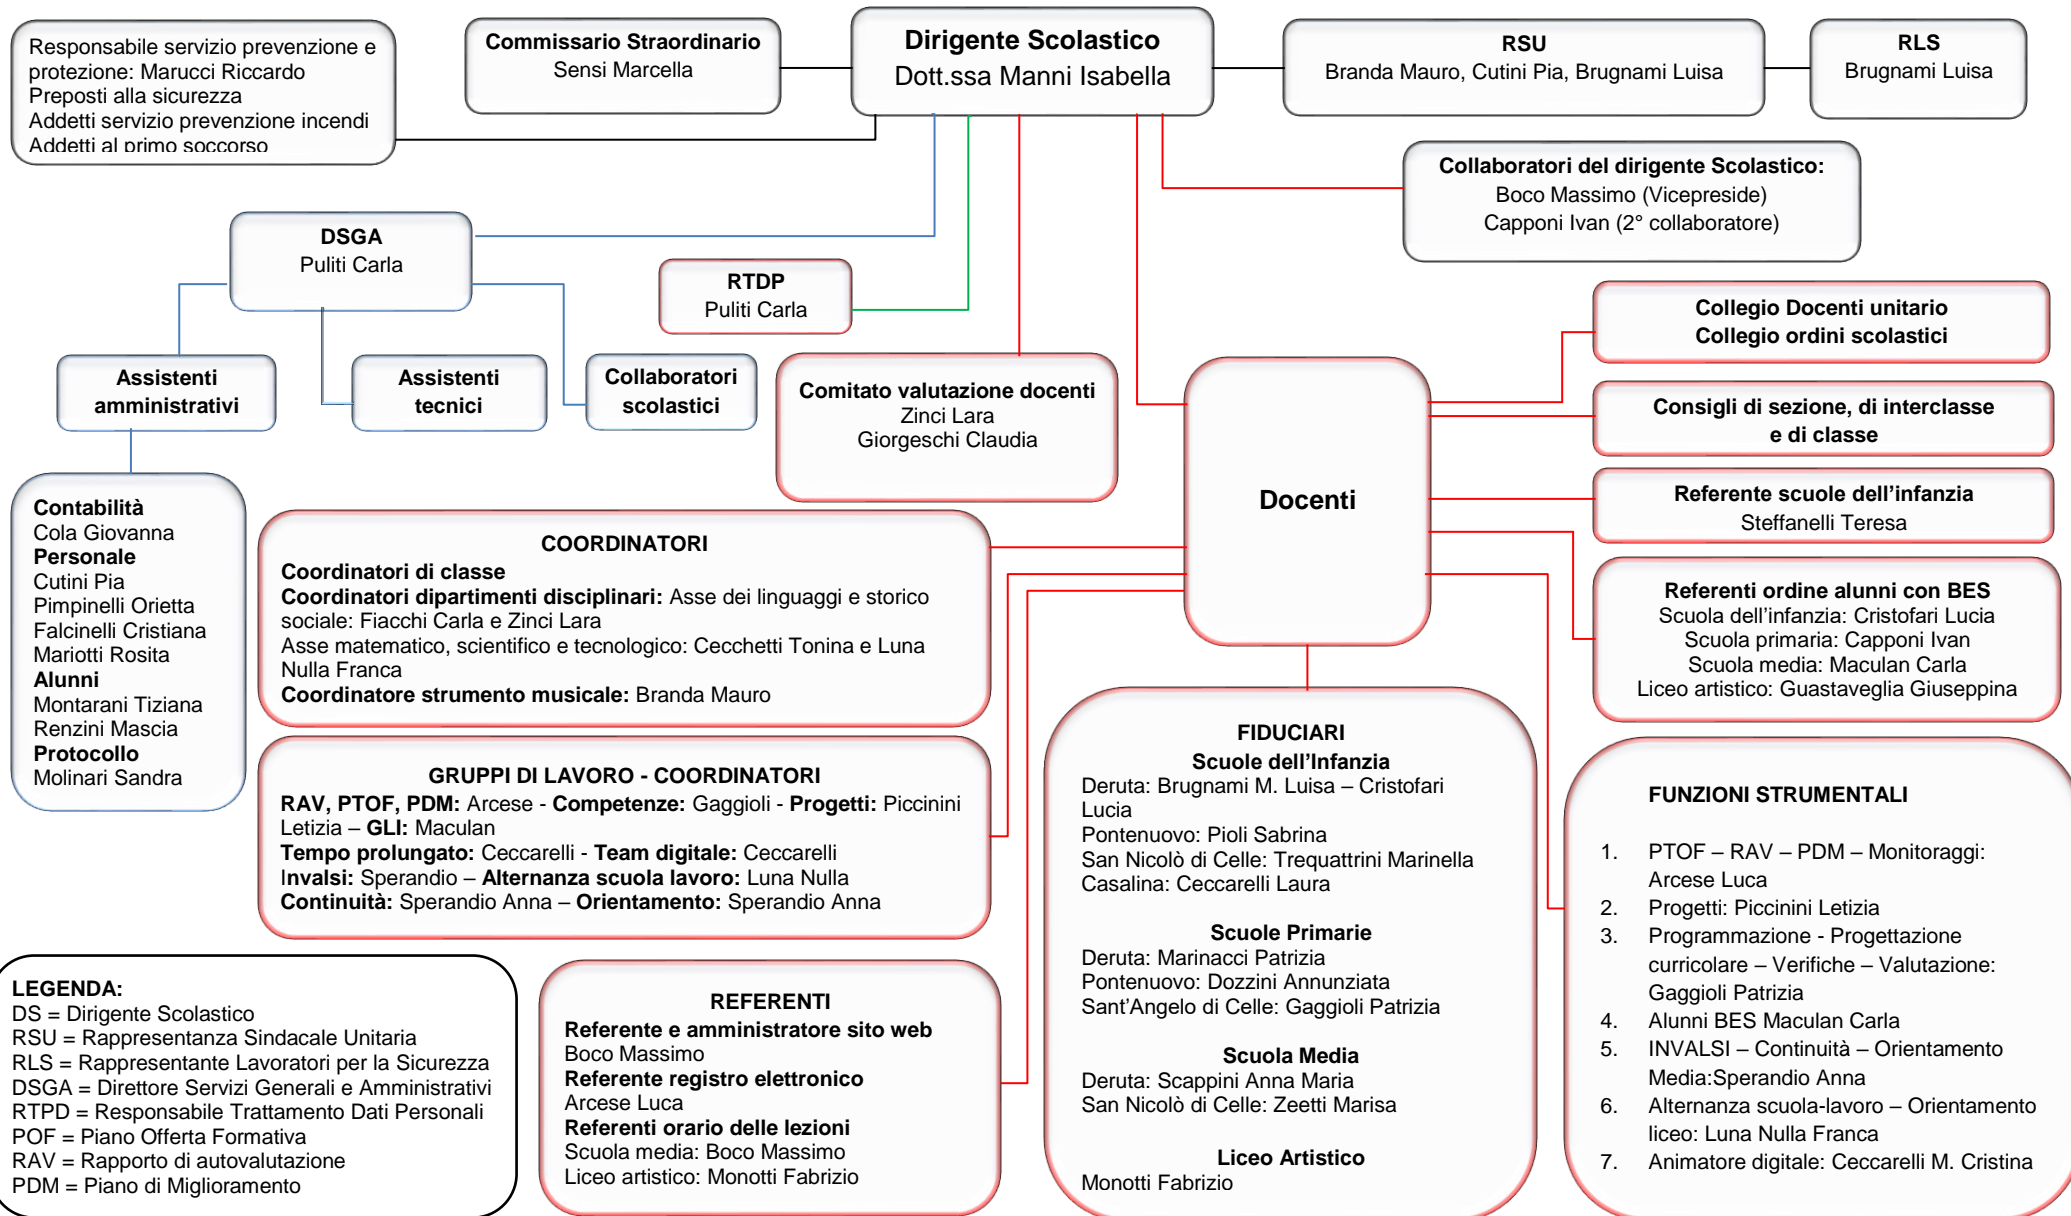 Responsabile servizio prevenzione e
protezione: Marucci Riccardo
Preposti alla sicurezza
Addetti servizio prevenzione incendi
Addetti al primo soccorso
Commissario Straordinario
Sensi Marcella
Dirigente Scolastico
Dott.ssa Manni Isabella
RSU
Branda Mauro, Cutini Pia, Brugnami Luisa
RLS
Brugnami Luisa
Collaboratori del dirigente Scolastico:
Boco Massimo (Vicepreside)
Capponi Ivan (2° collaboratore)
DSGA
Puliti Carla
RTDP
Puliti Carla
Collegio Docenti unitario
Collegio ordini scolastici
Assistenti
amministrativi
Assistenti
tecnici
Collaboratori
scolastici
Comitato valutazione docenti
Zinci Lara
Giorgeschi Claudia
Docenti
Consigli di sezione, di interclasse
e di classe
Referente scuole dell’infanzia
Steffanelli Teresa
Referenti ordine alunni con BES
Scuola dell’infanzia: Cristofari Lucia
Scuola primaria: Capponi Ivan
Scuola media: Maculan Carla
Liceo artistico: Guastaveglia Giuseppina
Contabilità
Cola Giovanna
Personale
Cutini Pia
Pimpinelli Orietta
Falcinelli Cristiana
Mariotti Rosita
Alunni
Montarani Tiziana
Renzini Mascia
Protocollo
Molinari Sandra
COORDINATORI
Coordinatori di classe
Coordinatori dipartimenti disciplinari: Asse dei linguaggi e storico
sociale: Fiacchi Carla e Zinci Lara
Asse matematico, scientifico e tecnologico: Cecchetti Tonina e Luna
Nulla Franca
Coordinatore strumento musicale: Branda Mauro
GRUPPI DI LAVORO - COORDINATORI
RAV, PTOF, PDM: Arcese - Competenze: Gaggioli - Progetti: Piccinini
Letizia – GLI: Maculan
Tempo prolungato: Ceccarelli - Team digitale: Ceccarelli
Invalsi: Sperandio – Alternanza scuola lavoro: Luna Nulla
Continuità: Sperandio Anna – Orientamento: Sperandio Anna
FIDUCIARI
Scuole dell’Infanzia
Deruta: Brugnami M. Luisa – Cristofari
Lucia
Pontenuovo: Pioli Sabrina
San Nicolò di Celle: Trequattrini Marinella
Casalina: Ceccarelli Laura
Scuole Primarie
Deruta: Marinacci Patrizia
Pontenuovo: Dozzini Annunziata
Sant’Angelo di Celle: Gaggioli Patrizia
Scuola Media
Deruta: Scappini Anna Maria
San Nicolò di Celle: Zeetti Marisa
Liceo Artistico
Monotti Fabrizio
FUNZIONI STRUMENTALI
1. PTOF – RAV – PDM – Monitoraggi:
Arcese Luca
2. Progetti: Piccinini Letizia
3. Programmazione - Progettazione
curricolare – Verifiche – Valutazione:
Gaggioli Patrizia
4. Alunni BES Maculan Carla
5. INVALSI – Continuità – Orientamento
Media:Sperandio Anna
6. Alternanza scuola-lavoro – Orientamento
liceo: Luna Nulla Franca
7. Animatore digitale: Ceccarelli M. Cristina
LEGENDA:
DS = Dirigente Scolastico
RSU = Rappresentanza Sindacale Unitaria
RLS = Rappresentante Lavoratori per la Sicurezza
DSGA = Direttore Servizi Generali e Amministrativi
RTPD = Responsabile Trattamento Dati Personali
POF = Piano Offerta Formativa
RAV = Rapporto di autovalutazione
PDM = Piano di Miglioramento
REFERENTI
Referente e amministratore sito web
Boco Massimo
Referente registro elettronico
Arcese Luca
Referenti orario delle lezioni
Scuola media: Boco Massimo
Liceo artistico: Monotti Fabrizio